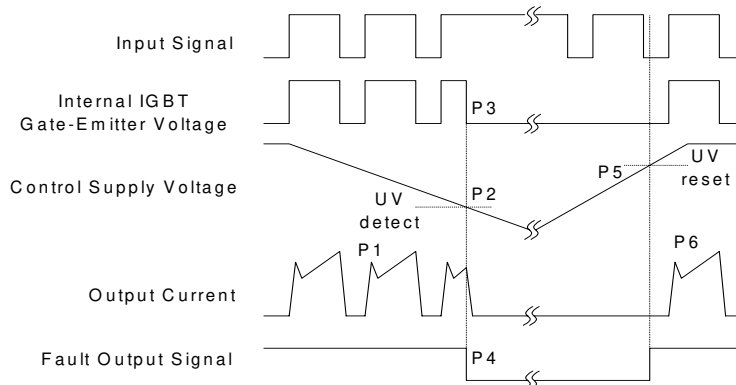 Input Signal
Internal IGBT
Gate-Emitter Voltage
P3
Control Supply Voltage
UV
detect
P2
P5
UV
reset
P1
P6
Output Current
Fault Output Signal
P4